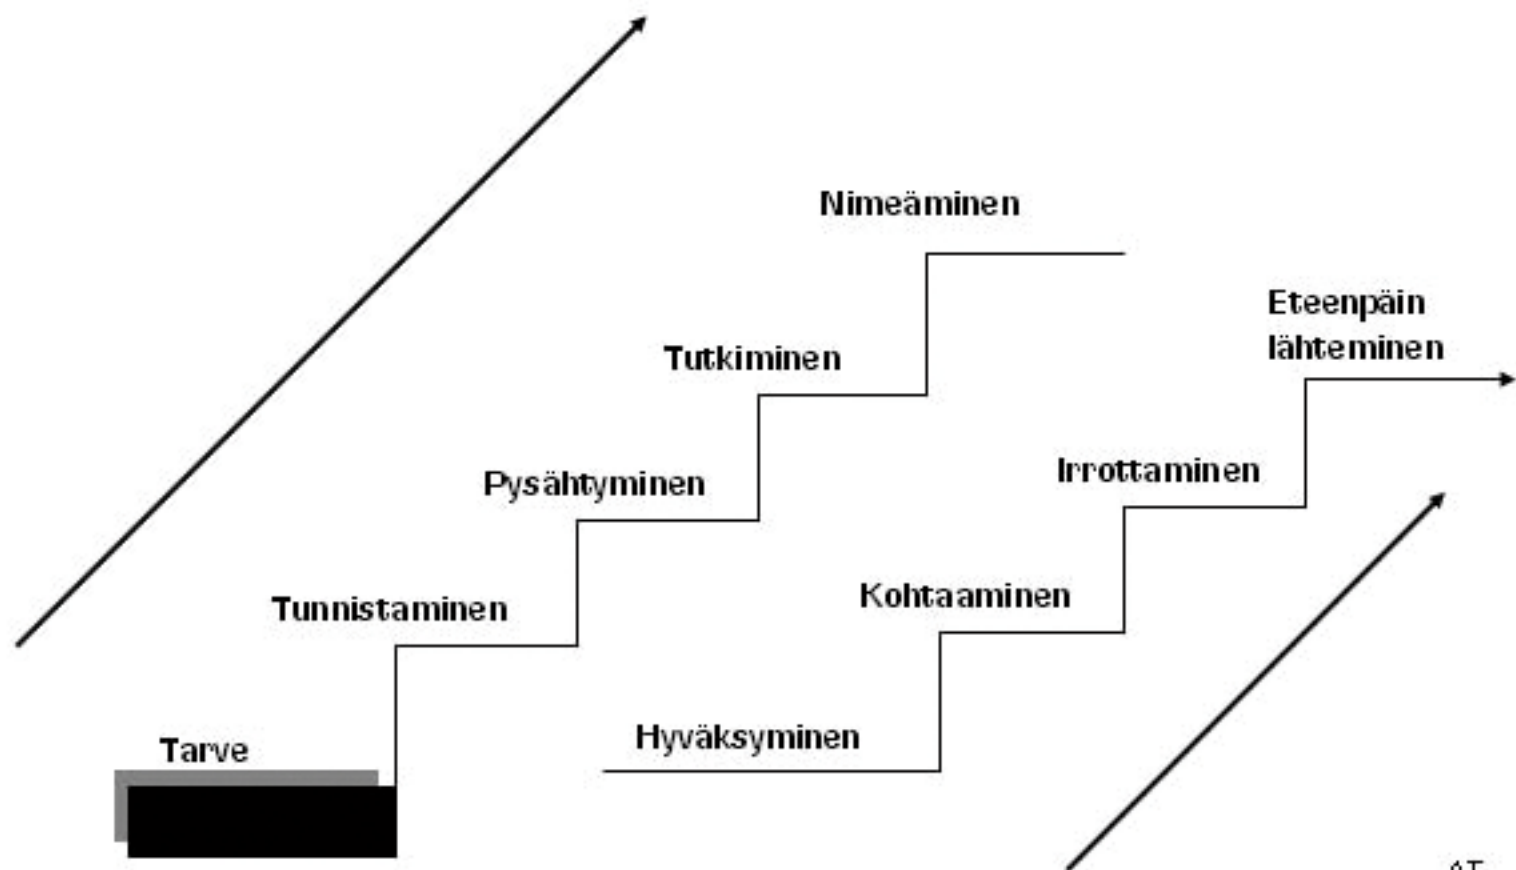 Nimeäminen
Eteenpäin
lähteminen
Tutkiminen
Irrottaminen
Pysähtyminen
Kohtaaminen
Tunnistaminen
Hyväksyminen
Tarve